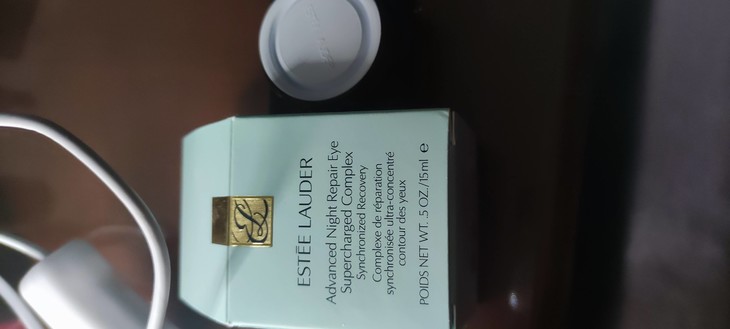 ESTĒE LAUDER
Advanced Night Repair Eye
Supercharged Complex
Synchronized Recovery
Complexe de réparation
synchronisée ultra-concentré
contour des yeux
POIDS NET WT. .5 OZ./15ml e